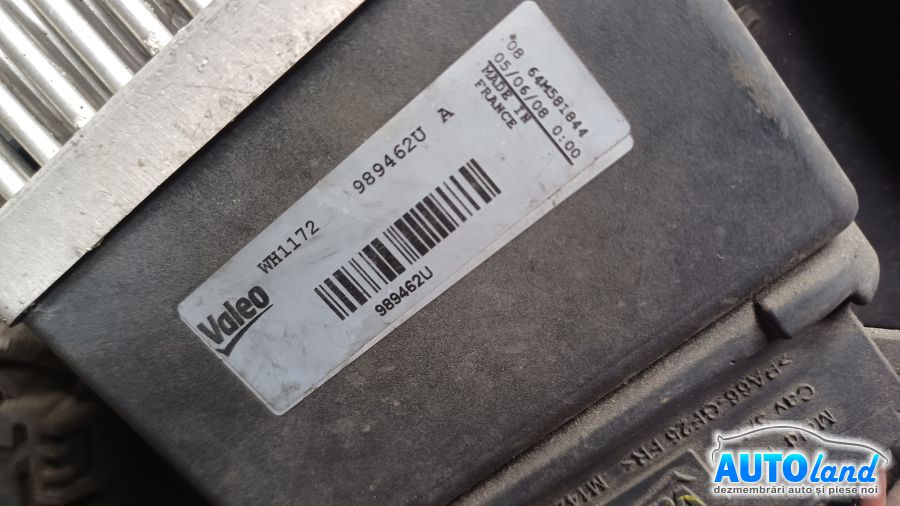 08 64M581844
05/06/08 0:00
MADE IN
FRANCE
WH1172 989462U A
989462U
Valeo
>PA66-GF25 FR<
AUTOland
dezmembrări auto și piese noi